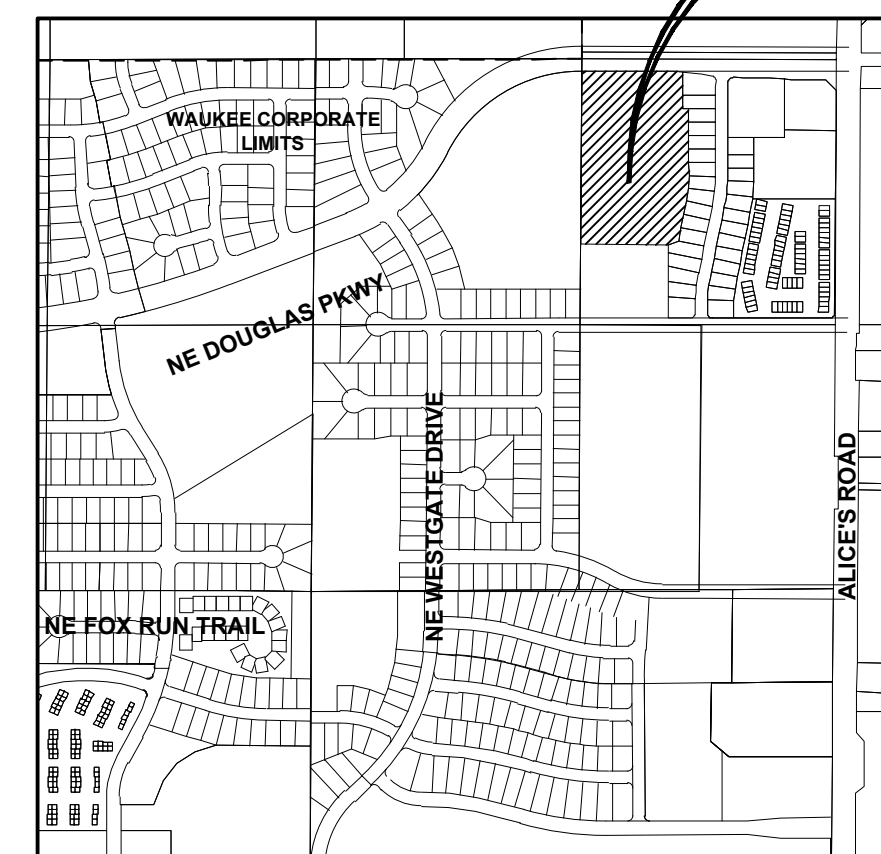 WAUKEE CORPORATE
LIMITS
NE DOUGLAS PKWY
NE WESTGATE DRIVE
ALICE'S ROAD
NE FOX RUN TRAIL